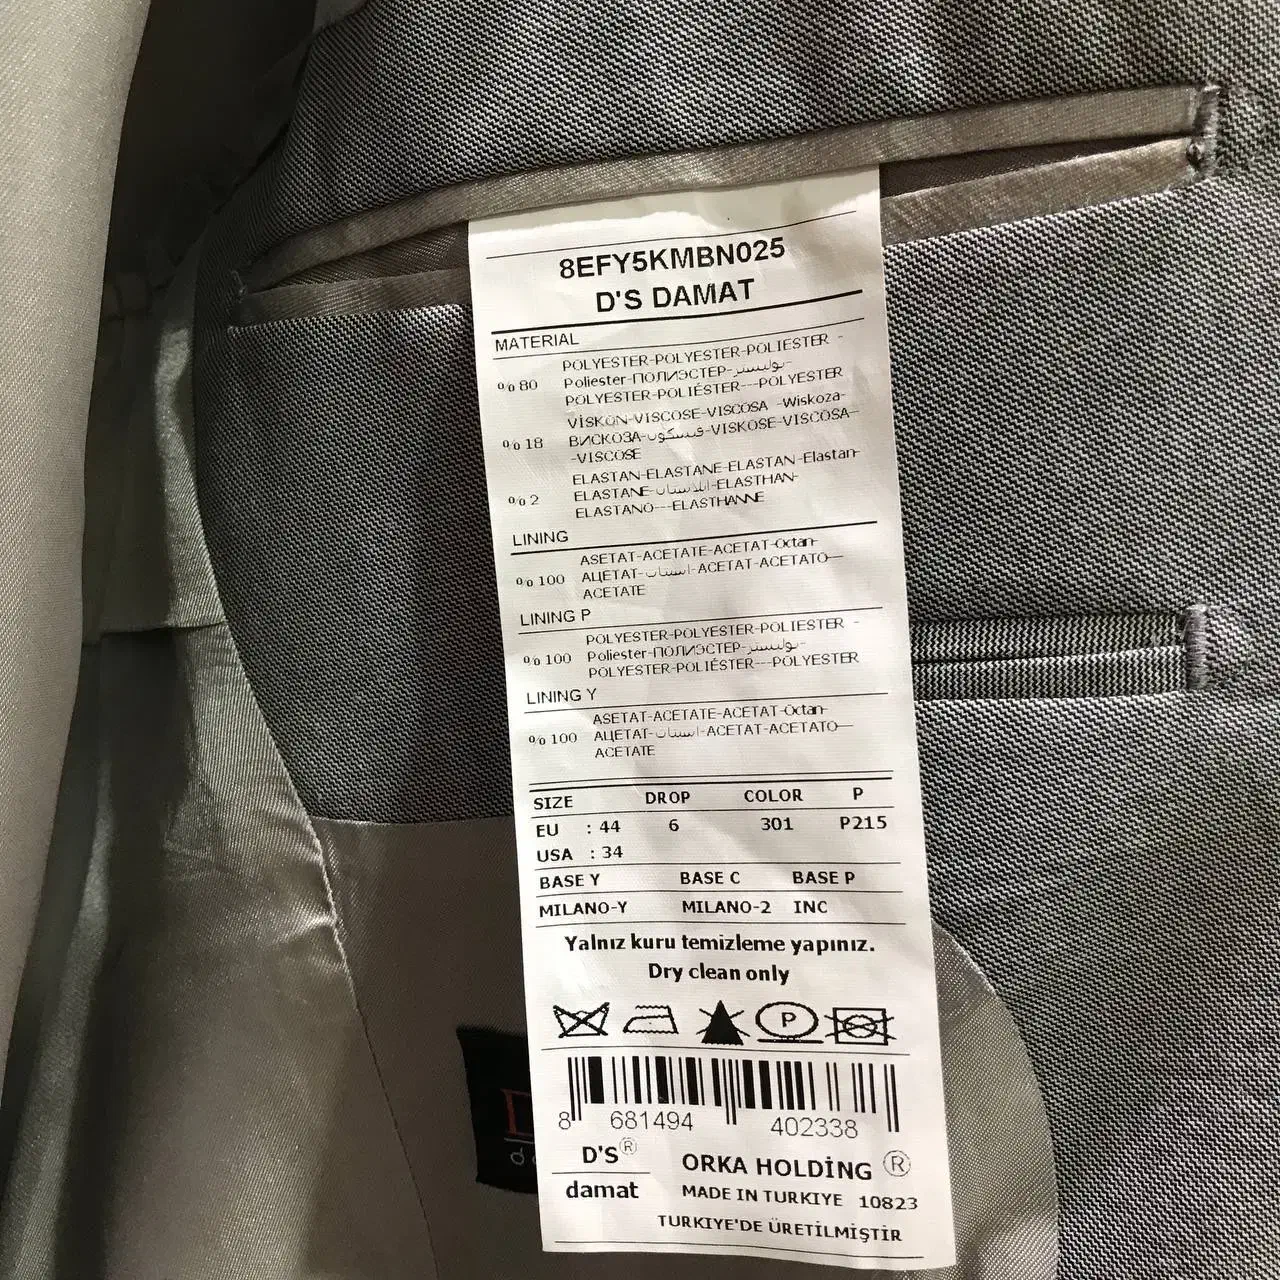 8EFY5KMBN025
D'S DAMAT
MATERIAL
%80 POLYESTER-POLYESTER-POLIESTER -
Poliester-ПОЛИЭСТЕР-بوليستر-
POLYESTER-POLIÉSTER---POLYESTER
%18 VİSKON-VISCOSE-VISCOSA -Wiskoza-
ВИСКОЗА-فيسكوز-VISKOSE-VISCOSA-
-VISCOSE
%2 ELASTAN-ELASTANE-ELASTAN -Elastan-
ELASTANE-ايلاستان-ELASTHAN-
ELASTANO---ELASTHANNE
LINING
%100 ASETAT-ACETATE-ACETAT-Octan-
АЦЕТАТ-اسيتات-ACETAT-ACETATO---
ACETATE
LINING P
%100 POLYESTER-POLYESTER-POLIESTER -
Poliester-ПОЛИЭСТЕР-بوليستر-
POLYESTER-POLIÉSTER---POLYESTER
LINING Y
%100 ASETAT-ACETATE-ACETAT-Octan-
АЦЕТАТ-اسيتات-ACETAT-ACETATO---
ACETATE
SIZE DROP COLOR P
EU : 44 6 301 P215
USA : 34
BASE Y BASE C BASE P
MILANO-Y MILANO-2 INC
Yalnız kuru temizleme yapınız.
Dry clean only
P
8 681494 402338
D'S® ORKA HOLDİNG ®
damat MADE IN TURKIYE 10823
TURKIYE'DE ÜRETİLMİŞTİR